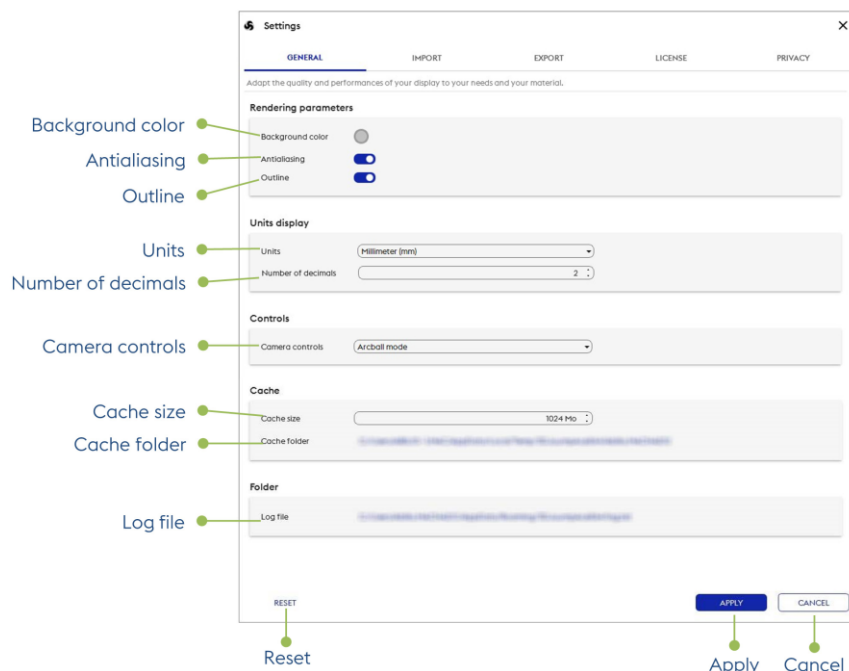 Settings
GENERAL IMPORT EXPORT LICENSE PRIVACY
Adapt the quality and performances of your display to your needs and your material.
Rendering parameters
Background color Background color
Antialiasing Antialiasing
Outline Outline
Units display
Units Units Millimeter (mm)
Number of decimals Number of decimals 2
Controls
Camera controls Camera controls Arcball mode
Cache
Cache size Cache size 1024 Mo
Cache folder Cache folder
Folder
Log file Log file
RESET APPLY CANCEL
Reset Apply Cancel